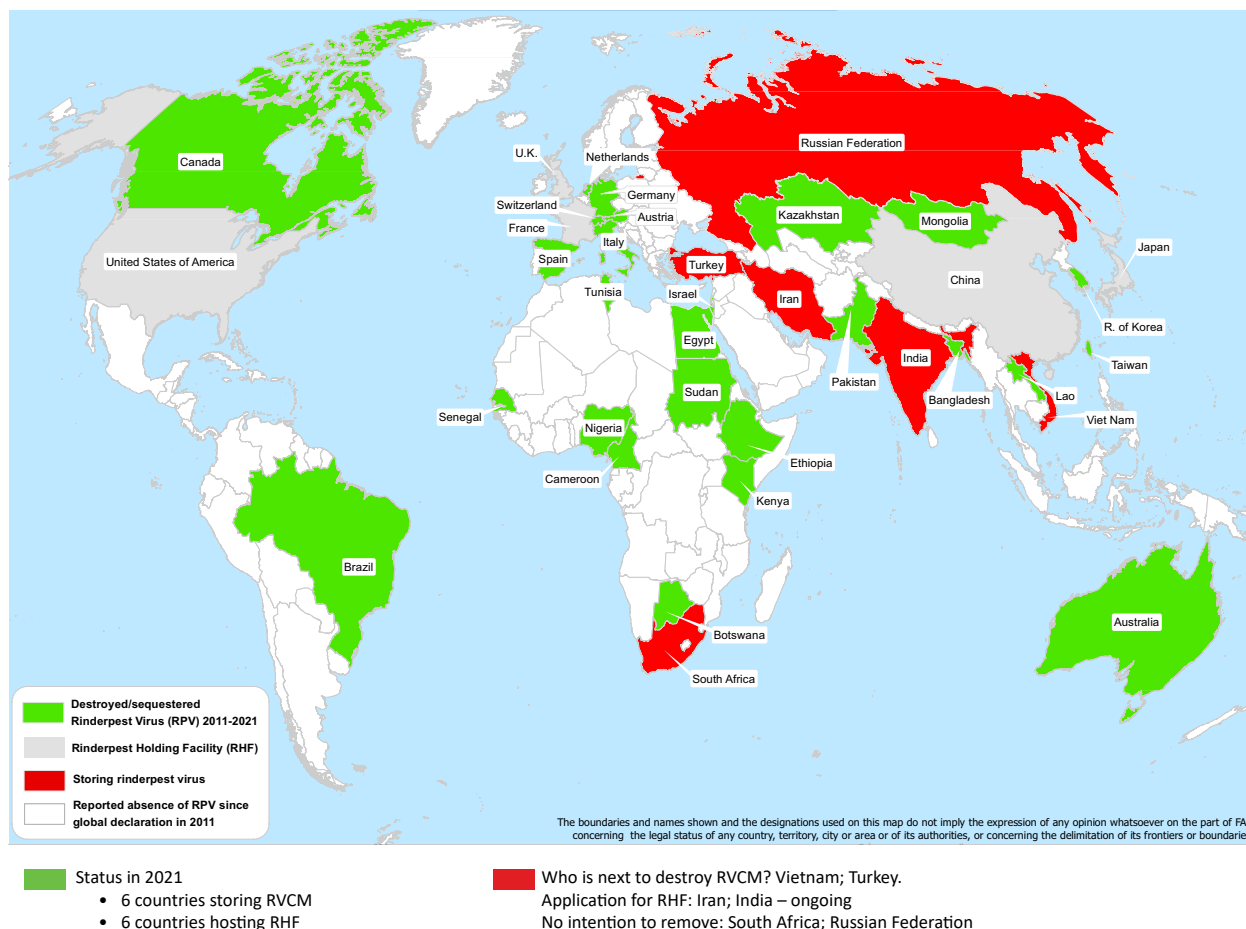 Canada
United States of America
U.K.
Netherlands
Germany
Switzerland
Austria
France
Italy
Spain
Tunisia
Israel
Turkey
Russian Federation
Kazakhstan
Mongolia
Japan
China
Iran
R. of Korea
Taiwan
Egypt
India
Pakistan
Bangladesh
Lao
Viet Nam
Sudan
Senegal
Nigeria
Cameroon
Ethiopia
Kenya
Brazil
Botswana
South Africa
Australia
Destroyed/sequestered
Rinderpest Virus (RPV) 2011-2021
Rinderpest Holding Facility (RHF)
Storing rinderpest virus
Reported absence of RPV since
global declaration in 2011
The boundaries and names shown and the designations used on this map do not imply the expression of any opinion whatsoever on the part of FA
concerning the legal status of any country, territory, city or area or of its authorities, or concerning the delimitation of its frontiers or boundarie
Status in 2021
• 6 countries storing RVCM
• 6 countries hosting RHF
Who is next to destroy RVCM? Vietnam; Turkey.
Application for RHF: Iran; India – ongoing
No intention to remove: South Africa; Russian Federation